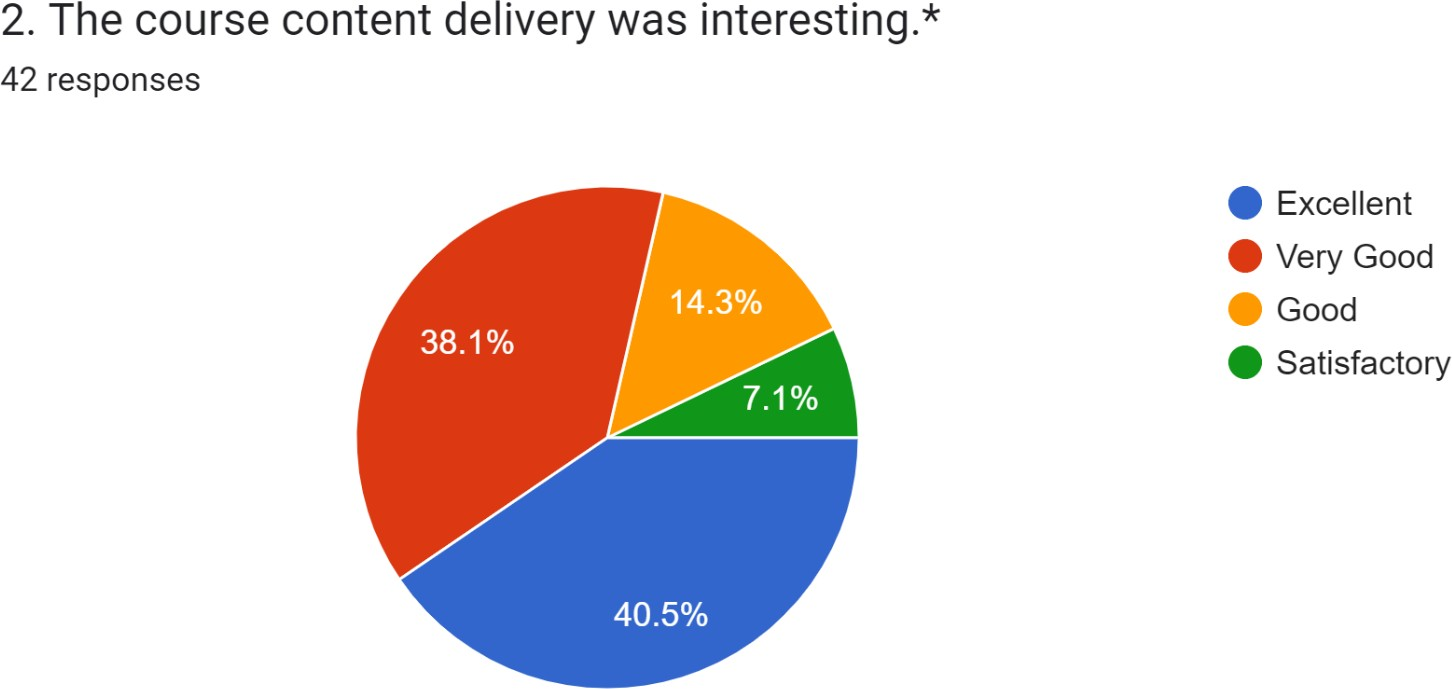 2. The course content delivery was interesting.*
42 responses
Excellent
Very Good
Good
Satisfactory
14.3%
38.1%
7.1%
40.5%